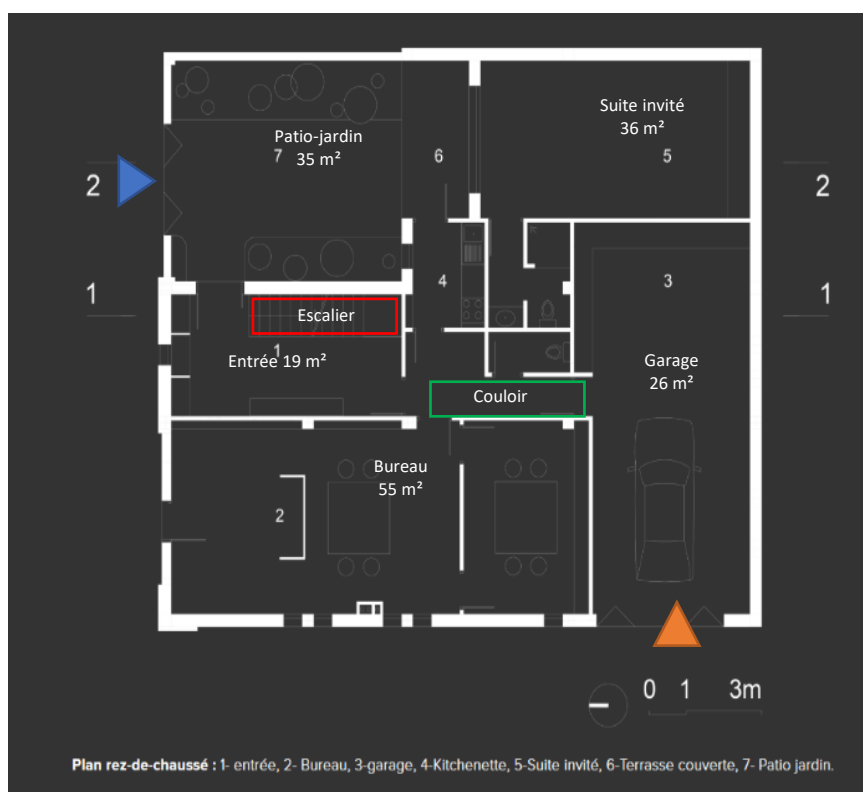 Suite invité
36 m²
Patio-jardin
7
35 m²
6
5
2
2
1
4
3
1
Escalier
1
Entrée 19 m²
Garage
26 m²
Couloir
Bureau
55 m²
2
0 1 3m
Plan rez-de-chaussé : 1- entrée, 2- Bureau, 3-garage, 4-Kitchenette, 5-Suite invité, 6-Terrasse couverte, 7- Patio jardin.